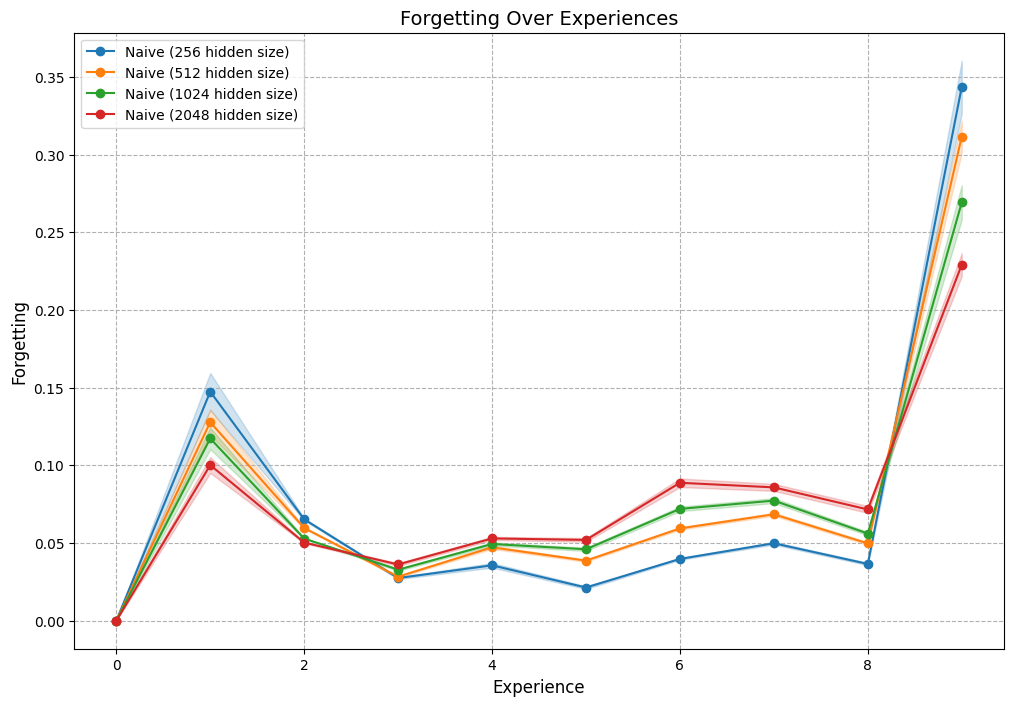 Forgetting Over Experiences
Naive (256 hidden size)
Naive (512 hidden size)
Naive (1024 hidden size)
Naive (2048 hidden size)
Forgetting
0.35
0.30
0.25
0.20
0.15
0.10
0.05
0.00
0 2 4 6 8
Experience